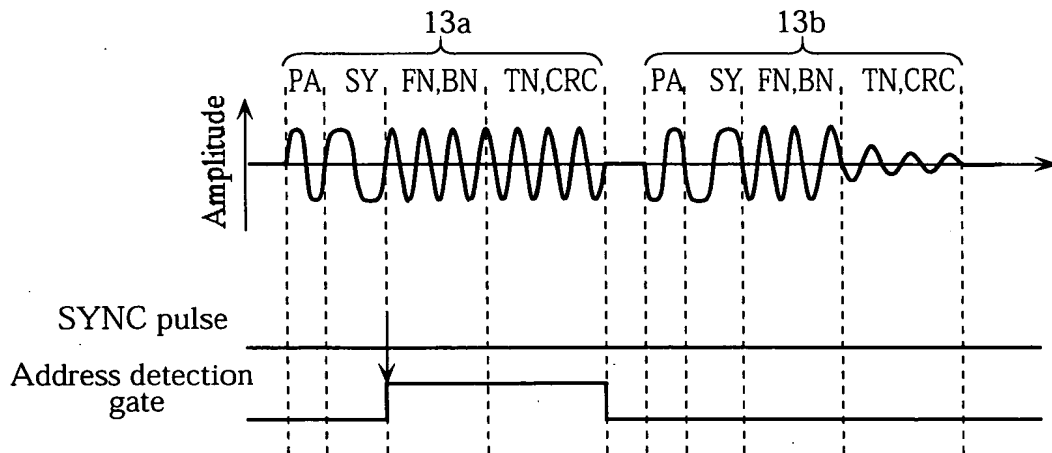 13a 13b
PA SY FN,BN TN,CRC PA SY FN,BN TN,CRC
Amplitude
SYNC pulse
Address detection
gate